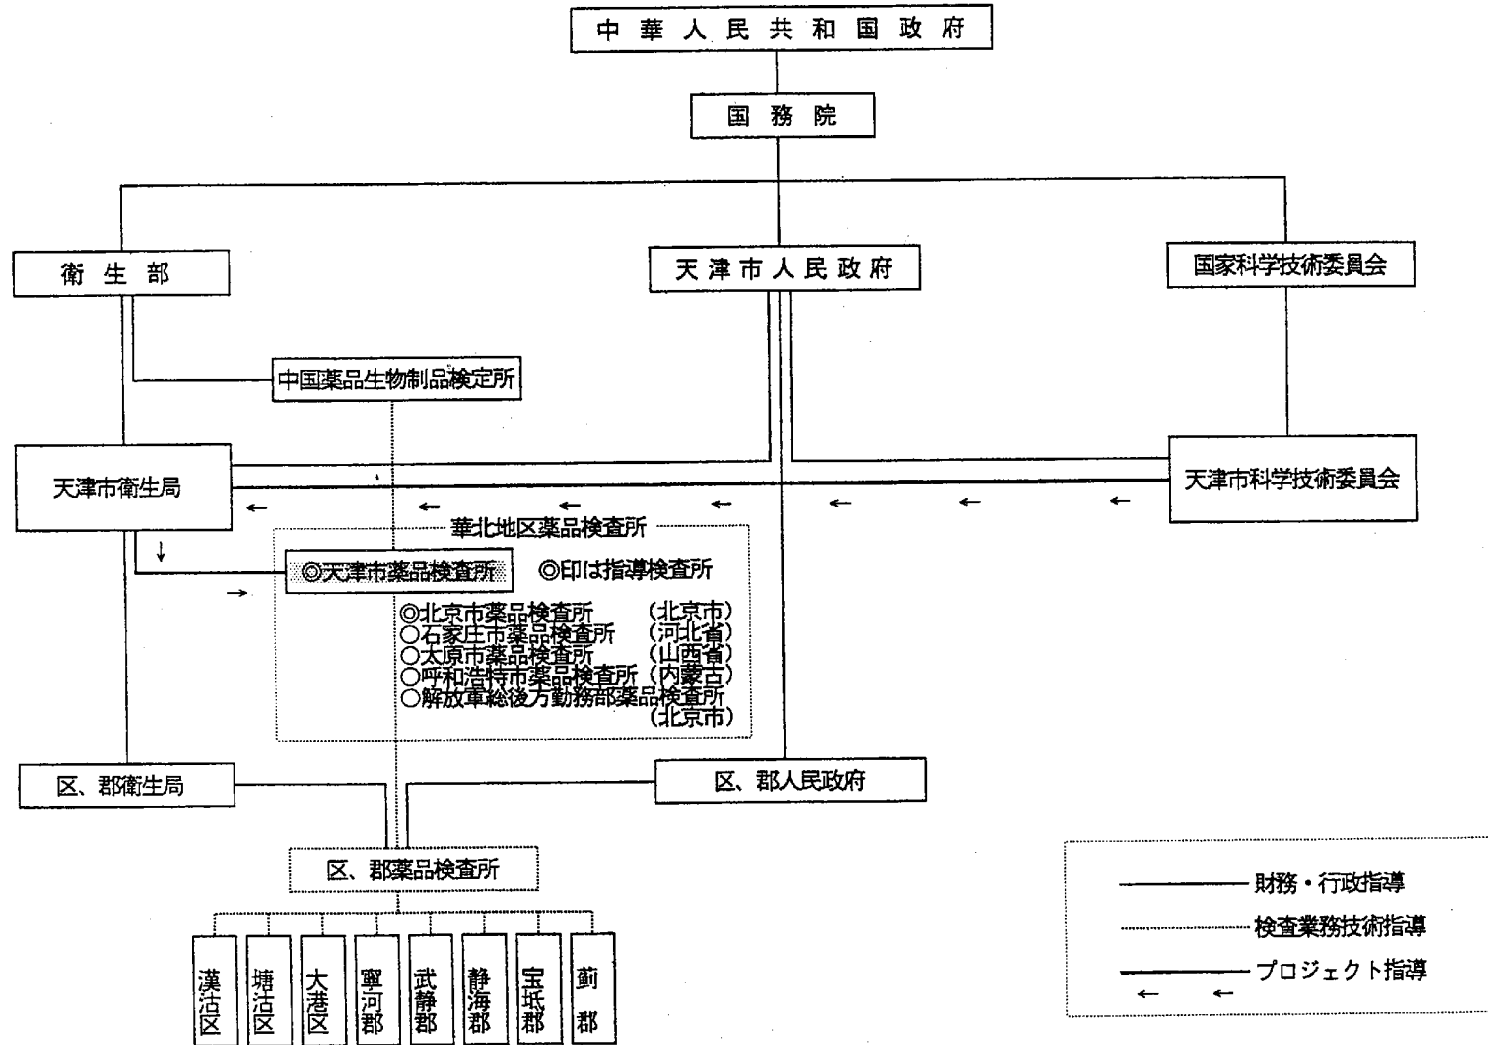 中華人民共和国政府
国務院
衛生部
天津市人民政府
国家科学技術委員会
中国薬品生物制品検定所
天津市衛生局
天津市科学技術委員会
← ← ← ← ← ← ←
華北地区薬品検査所
↓
◎天津市薬品検査所 ◎印は指導検査所
→
◎北京市薬品検査所 (北京市)
○石家庄市薬品検査所 (河北省)
○太原市薬品検査所 (山西省)
○呼和浩特市薬品検査所 (内蒙古)
○解放軍総後方勤務部薬品検査所
(北京市)
区、郡衛生局
区、郡人民政府
区、郡薬品検査所
漢沽区
塘沽区
大港区
寧河郡
武静郡
静海郡
宝坻郡
薊郡
財務・行政指導
検査業務技術指導
プロジェクト指導
← ←